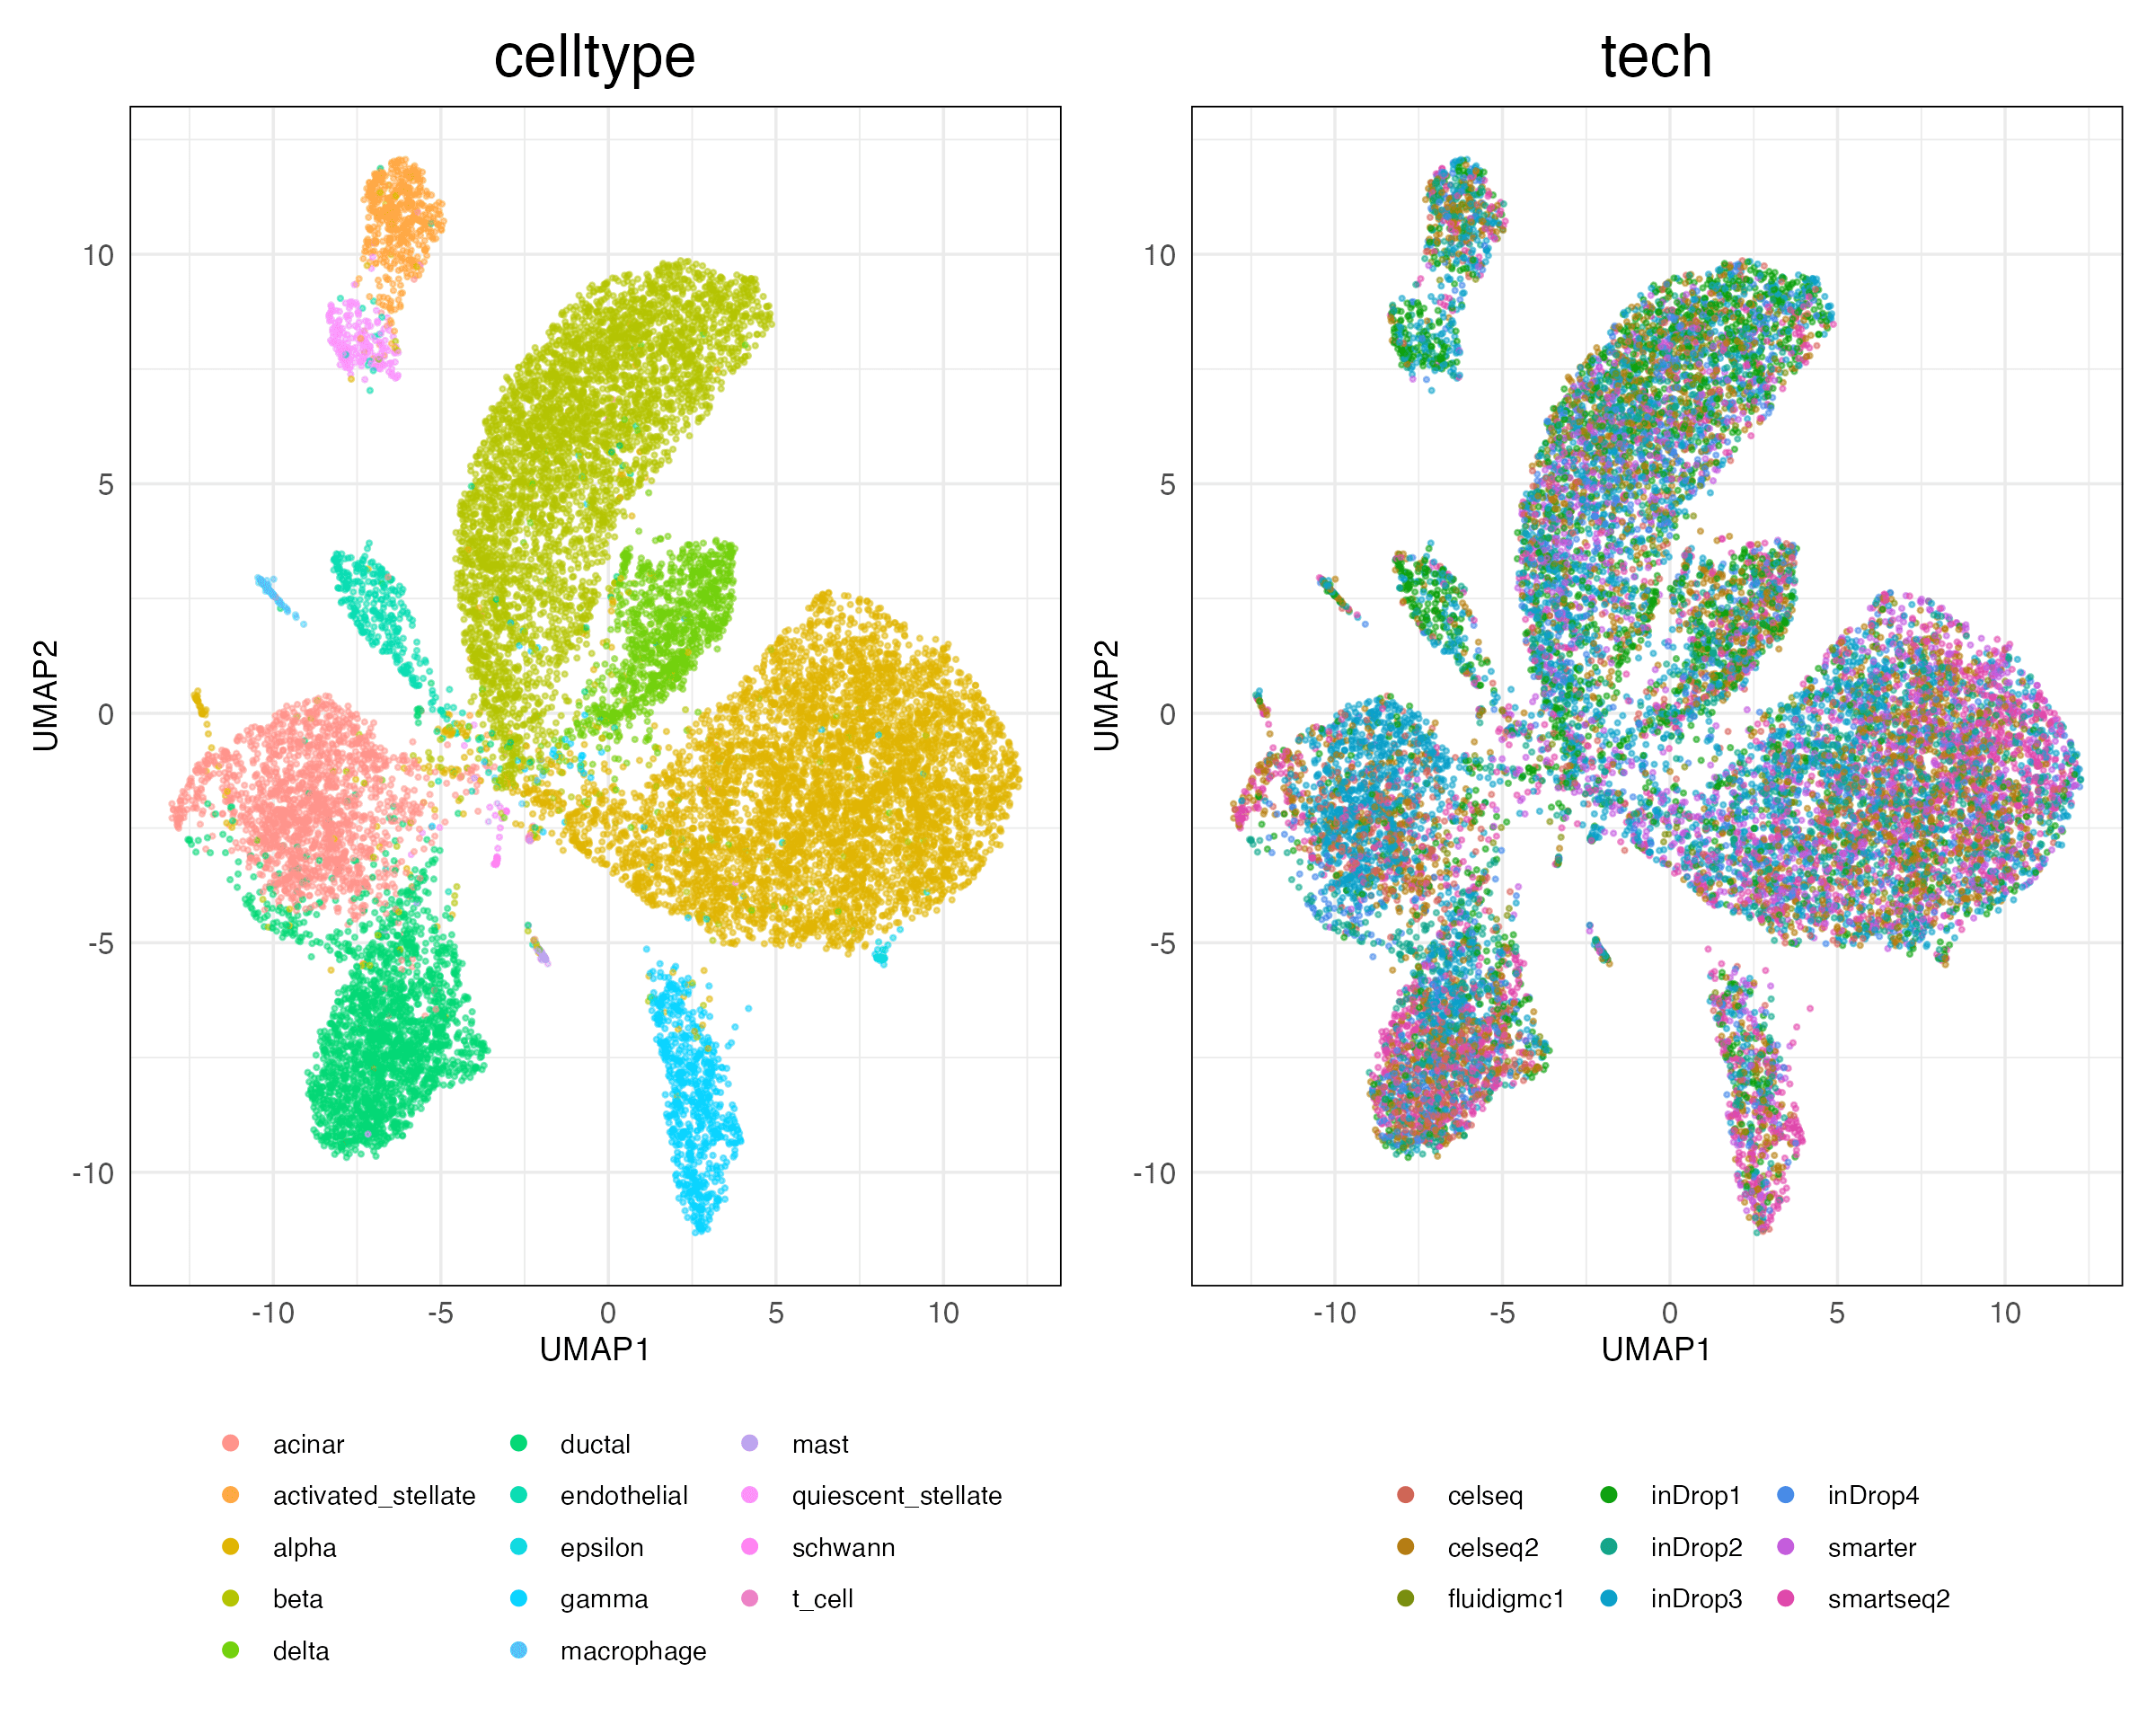 celltype
tech
10
5
0
-5
-10
UMAP2
-10
-5
0
5
10
UMAP1
10
5
0
-5
-10
UMAP2
-10
-5
0
5
10
UMAP1
acinar
activated_stellate
alpha
beta
delta
ductal
endothelial
epsilon
gamma
macrophage
mast
quiescent_stellate
schwann
t_cell
celseq
celseq2
fluidigmc1
inDrop1
inDrop2
inDrop3
inDrop4
smarter
smartseq2